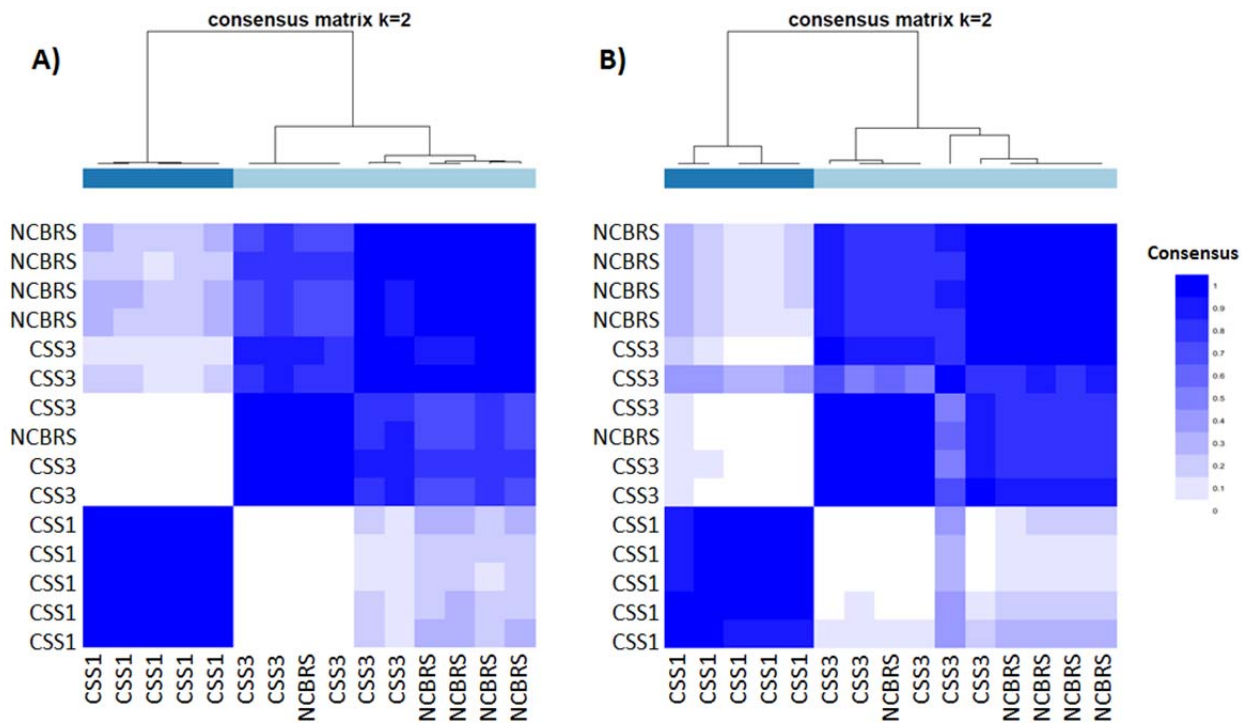 consensus matrix k=2
A)
NCBRS
NCBRS
NCBRS
NCBRS
CSS3
CSS3
CSS3
NCBRS
CSS3
CSS3
CSS1
CSS1
CSS1
CSS1
CSS1
CSS1
CSS1
CSS1
CSS1
CSS1
CSS3
CSS3
NCBRS
CSS3
CSS3
CSS3
NCBRS
NCBRS
NCBRS
NCBRS
consensus matrix k=2
B)
NCBRS
NCBRS
NCBRS
NCBRS
CSS3
CSS3
CSS3
NCBRS
CSS3
CSS3
CSS1
CSS1
CSS1
CSS1
CSS1
CSS1
CSS1
CSS1
CSS1
CSS1
CSS3
CSS3
NCBRS
CSS3
CSS3
CSS3
NCBRS
NCBRS
NCBRS
NCBRS
Consensus
1
0.9
0.8
0.7
0.6
0.5
0.4
0.3
0.2
0.1
0